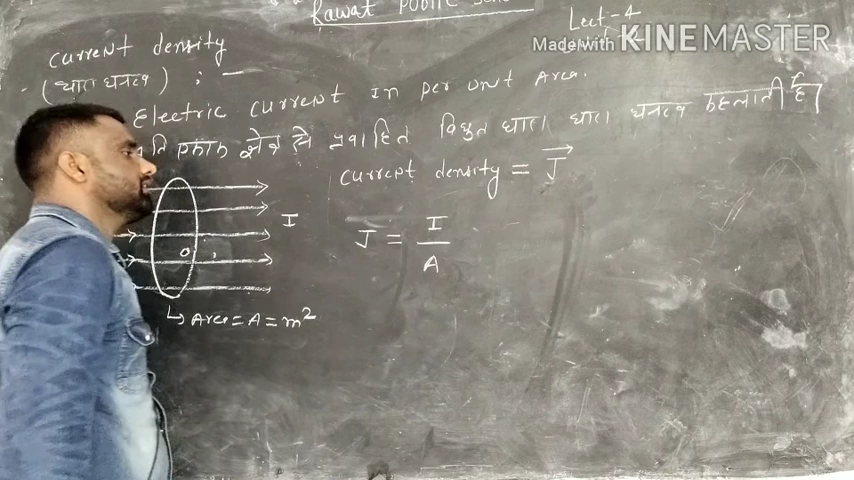 Rawat Public
Lect-4
Made with KINEMASTER
Current density
(धारा घनत्व) ; —
Electric current In per unit Area.
प्रति एकांक क्षेत्र से प्रवाहित विधुत धारा धारा घनत्व कहलाती है।
Current density = J⃗
I
J = I / A
↳ Area = A = m²